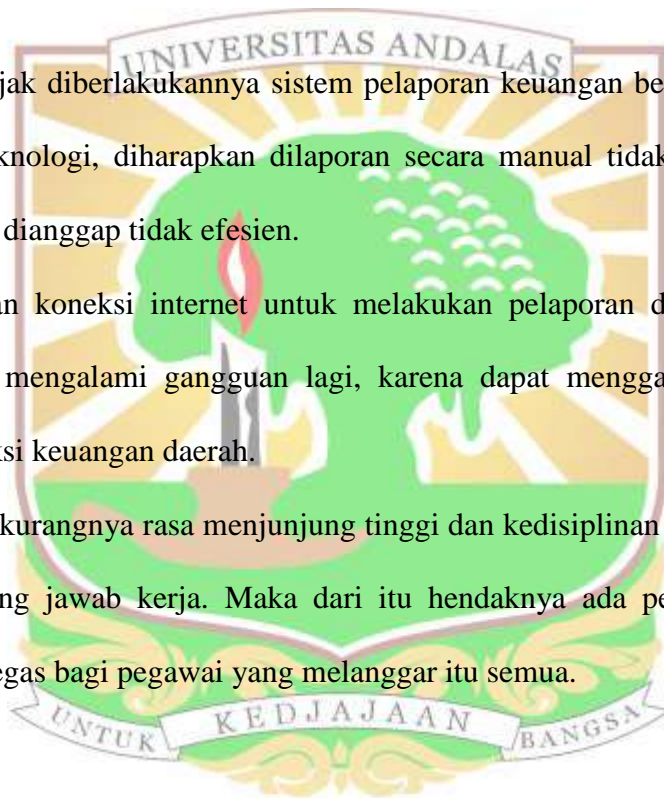 UNIVERSITAS ANDALAS
jak diberlakukannya sistem pelaporan keuangan be
knologi, diharapkan dilaporan secara manual tidak
dianggap tidak efesien.
an koneksi internet untuk melakukan pelaporan d
mengalami gangguan lagi, karena dapat mengga
ksi keuangan daerah.
kurangnya rasa menjunjung tinggi dan kedisiplinan
ng jawab kerja. Maka dari itu hendaknya ada pe
egas bagi pegawai yang melanggar itu semua.
UNTUK KEDJAJAAN BANGSA